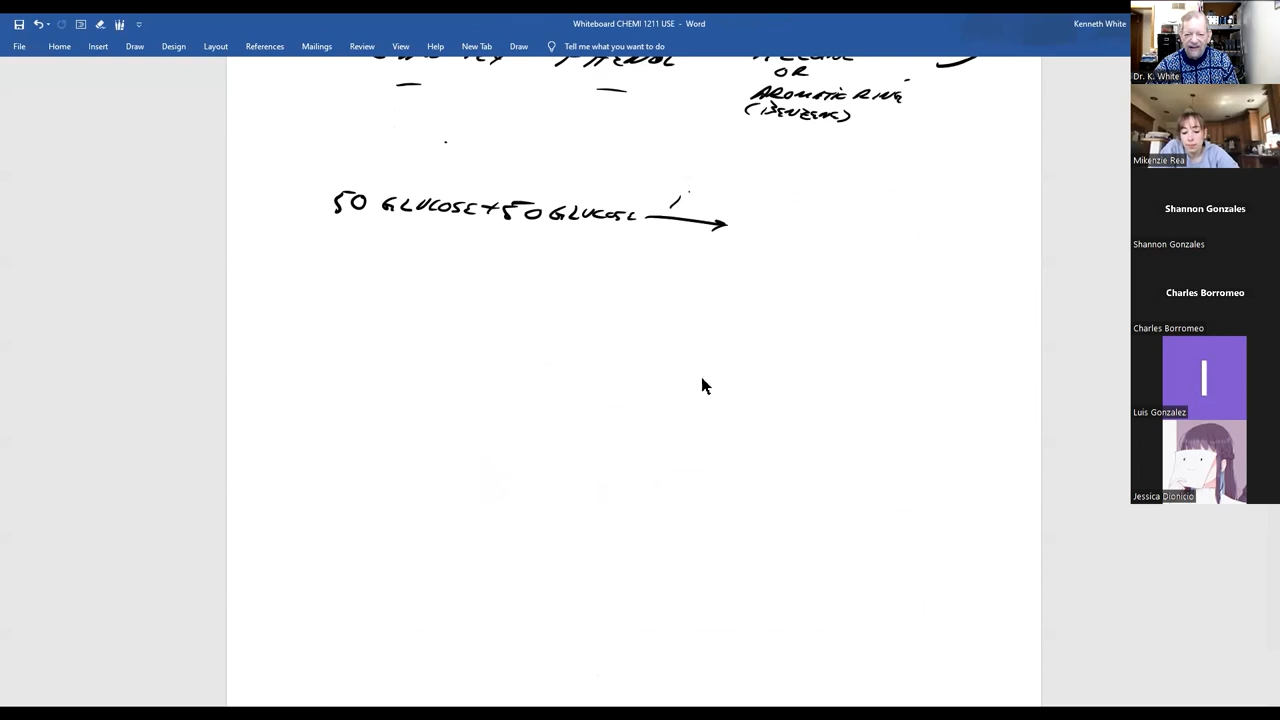 Whiteboard CHEMI 1211 USE - Word
Kenneth White
File Home Insert Draw Design Layout References Mailings Review View Help New Tab Draw Tell me what you want to do
PHENOL
OR
AROMATIC RING
(BENZENE)
50 GLUCOSE + 50 GLUCOSE
Dr. K. White
Mikenzie Rea
Shannon Gonzales
Shannon Gonzales
Charles Borromeo
Charles Borromeo
I
Luis Gonzalez
Jessica Dionicio